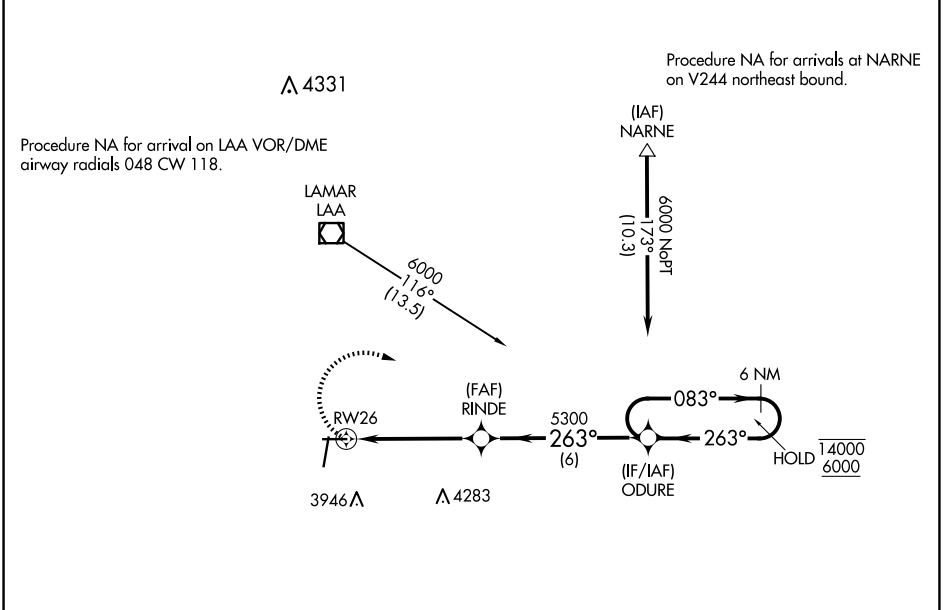 Procedure NA for arrivals at NARNE
on V244 northeast bound.
4331
(IAF)
NARNE
Procedure NA for arrival on LAA VOR/DME
airway radials 048 CW 118.
LAMAR
LAA
6000 NoPT
173°
(10.3)
6000
116°
(13.5)
6 NM
(FAF)
RINDE
083°
RW26
5300
263°
(6)
263°
HOLD
14000
6000
(IF/IAF)
ODURE
3946
4283